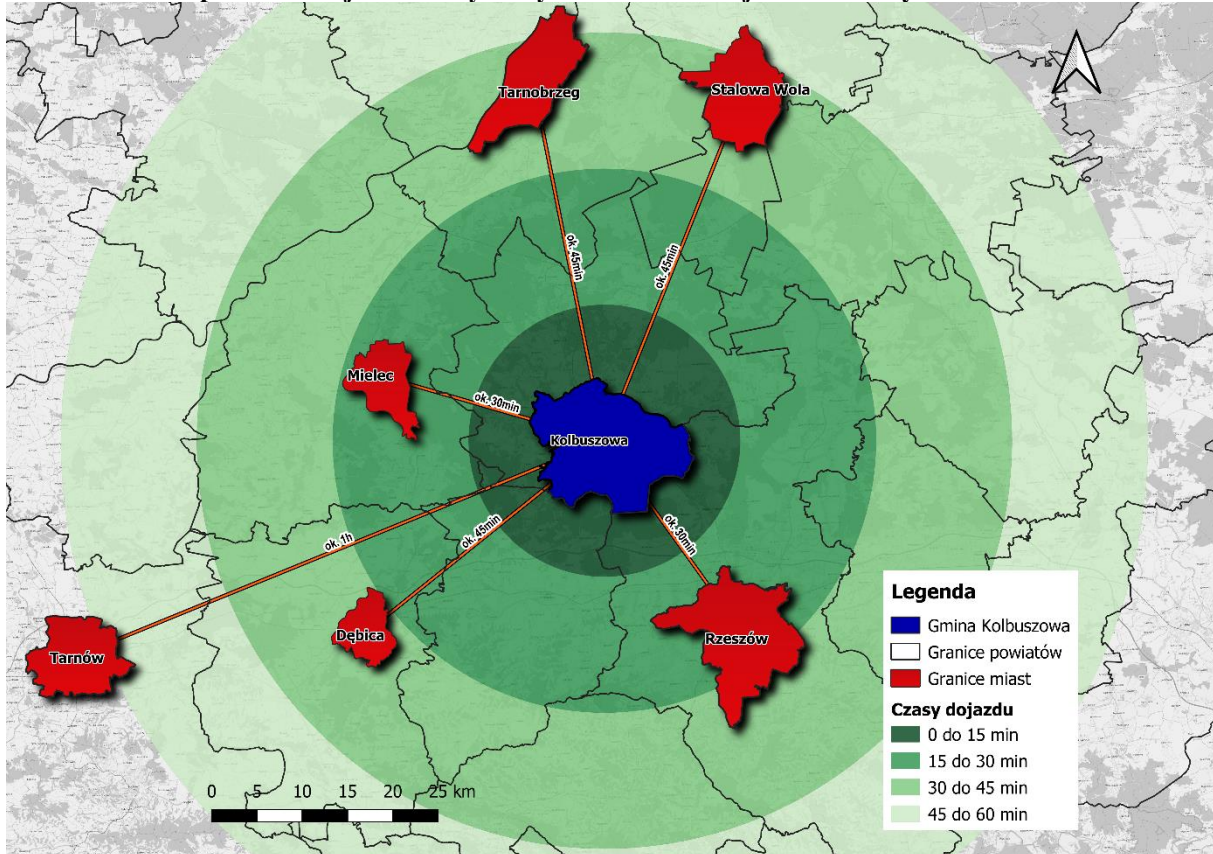 Tarnobrzeg
Stalowa Wola
ok. 45min
ok. 45min
Mielec
ok. 30min
Kolbuszowa
ok. 1h
ok. 45min
ok. 30min
Tarnów
Dębica
Rzeszów
Legenda
Gmina Kolbuszowa
Granice powiatów
Granice miast
Czasy dojazdu
0 do 15 min
15 do 30 min
30 do 45 min
45 do 60 min
0 5 10 15 20 25 km